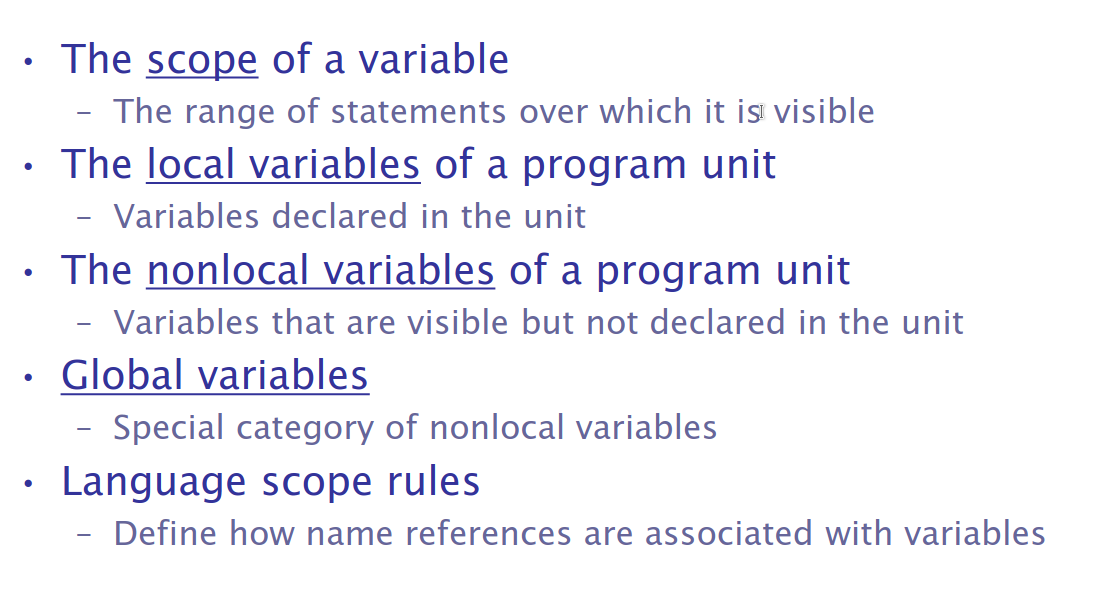 • The scope of a variable
– The range of statements over which it is visible
• The local variables of a program unit
– Variables declared in the unit
• The nonlocal variables of a program unit
– Variables that are visible but not declared in the unit
• Global variables
– Special category of nonlocal variables
• Language scope rules
– Define how name references are associated with variables